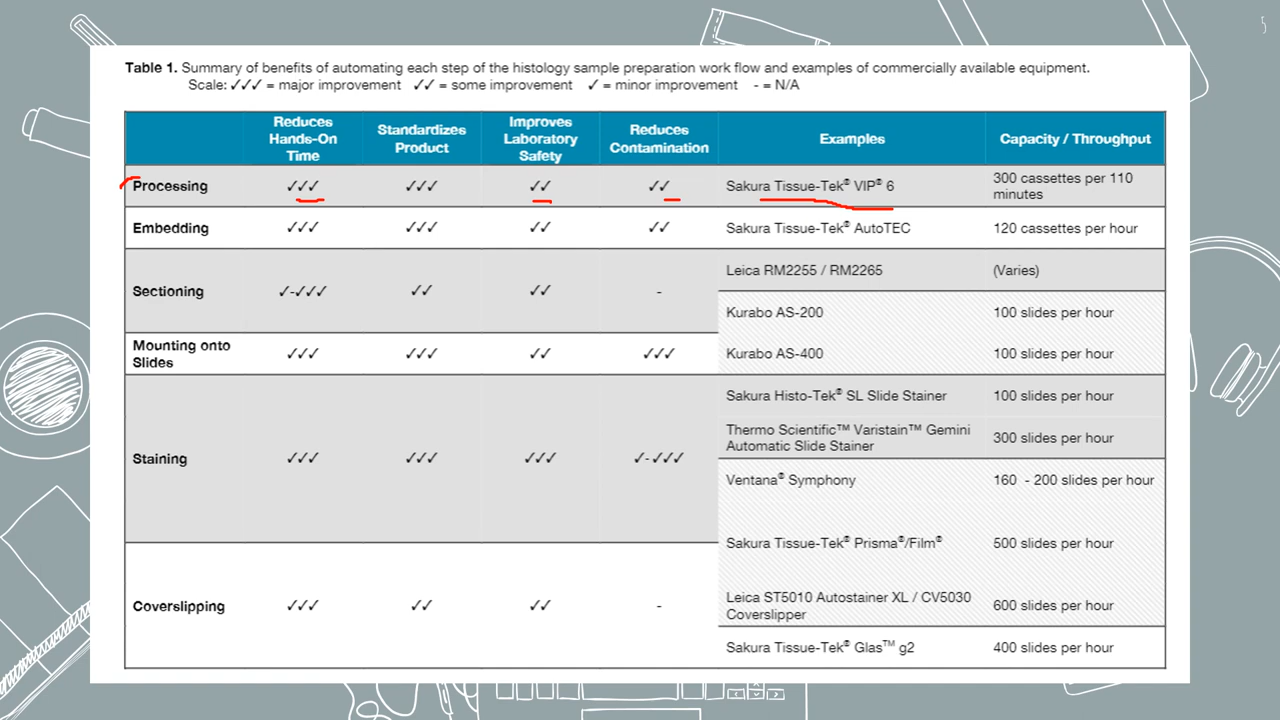 Table 1. Summary of benefits of automating each step of the histology sample preparation work flow and examples of commercially available equipment.
Scale: ✓✓✓ = major improvement ✓✓ = some improvement ✓ = minor improvement - = N/A
Reduces Hands-On Time Standardizes Product Improves Laboratory Safety Reduces Contamination Examples Capacity / Throughput
Processing ✓✓✓ ✓✓✓ ✓✓ ✓✓ Sakura Tissue-Tek® VIP® 6 300 cassettes per 110 minutes
Embedding ✓✓✓ ✓✓✓ ✓✓ ✓✓ Sakura Tissue-Tek® AutoTEC 120 cassettes per hour
Sectioning ✓-✓✓✓ ✓✓ ✓✓ - Leica RM2255 / RM2265 (Varies)
Kurabo AS-200 100 slides per hour
Mounting onto Slides ✓✓✓ ✓✓✓ ✓✓ ✓✓✓ Kurabo AS-400 100 slides per hour
Staining ✓✓✓ ✓✓✓ ✓✓✓ ✓-✓✓✓ Sakura Histo-Tek® SL Slide Stainer 100 slides per hour
Thermo Scientific™ Varistain™ Gemini Automatic Slide Stainer 300 slides per hour
Ventana® Symphony 160 - 200 slides per hour
Sakura Tissue-Tek® Prisma®/Film® 500 slides per hour
Coverslipping ✓✓✓ ✓✓ ✓✓ - Leica ST5010 Autostainer XL / CV5030 Coverslipper 600 slides per hour
Sakura Tissue-Tek® Glas™ g2 400 slides per hour